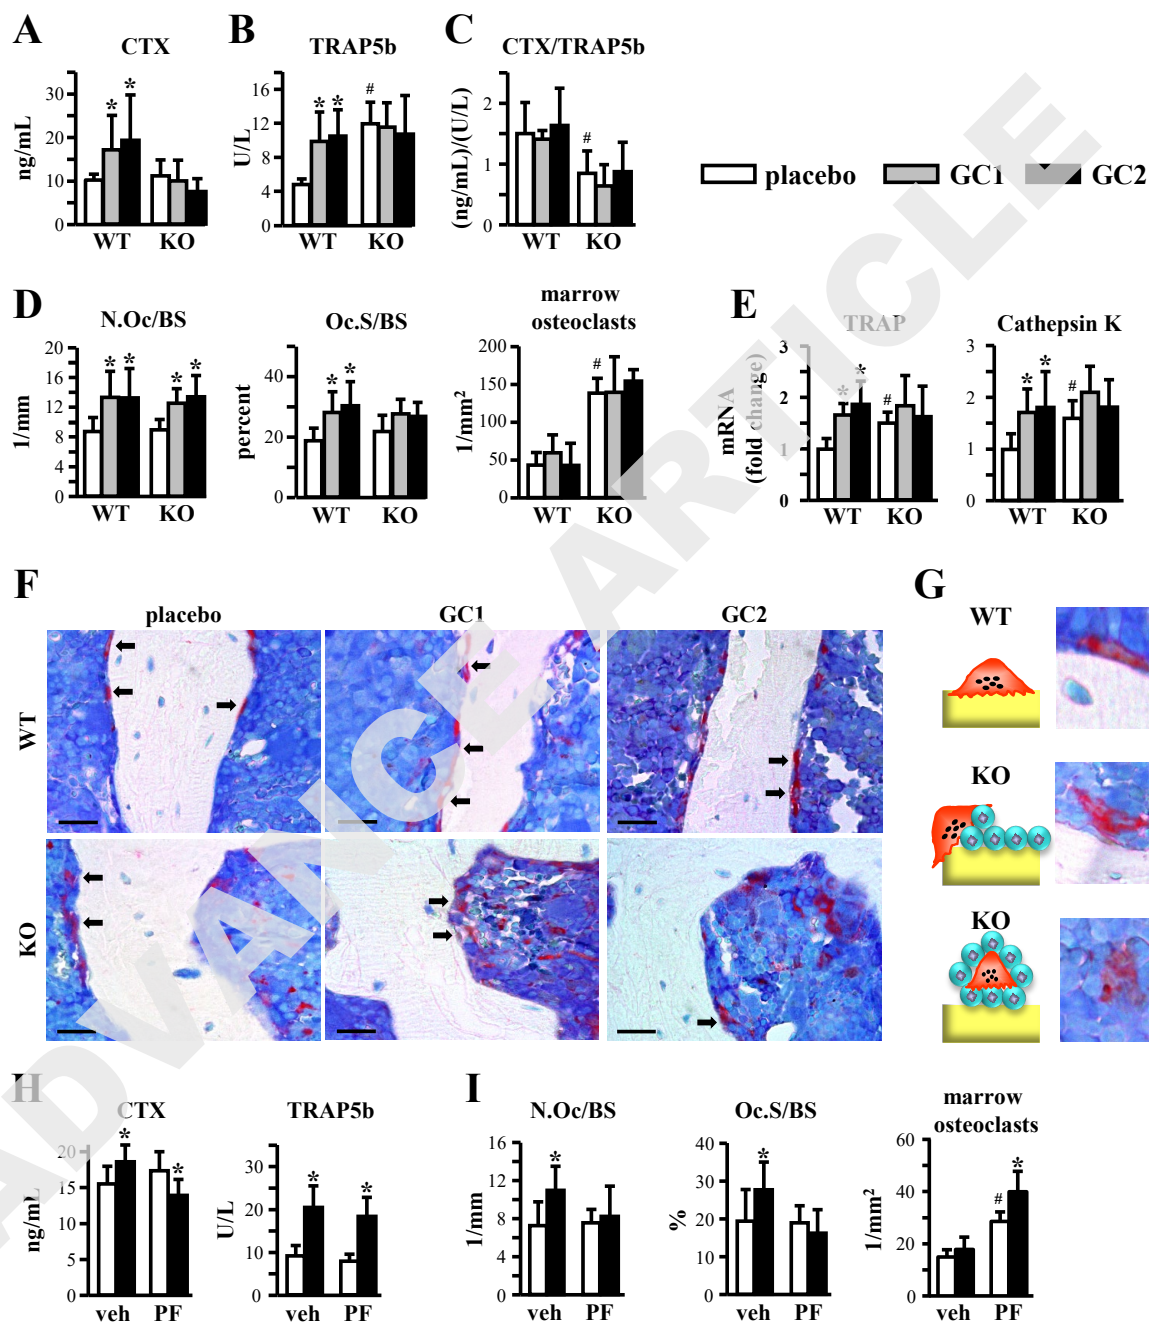 A
CTX
ng/mL
30
20
10
0
* *
WT KO
B
TRAP5b
U/L
16
12
8
4
0
* * #
WT KO
C
CTX/TRAP5b
(ng/mL)/(U/L)
2
1
0
#
WT KO
placebo GC1 GC2
D
N.Oc/BS
1/mm
16
14
12
10
8
6
4
2
0
* * * *
WT KO
Oc.S/BS
percent
40
20
0
* *
WT KO
marrow
osteoclasts
1/mm2
200
150
100
50
0
#
WT KO
E
TRAP
mRNA
(fold change)
3
2
1
0
* * #
WT KO
Cathepsin K
3
2
1
0
* * #
WT KO
F
placebo GC1 GC2
WT
KO
G
WT
KO
KO
H
CTX
ng/mL
20
15
10
5
0
* *
veh PF
TRAP5b
U/L
30
20
10
0
* *
veh PF
I
N.Oc/BS
1/mm
16
12
8
4
0
*
veh PF
Oc.S/BS
%
40
30
20
10
0
*
veh PF
marrow
osteoclasts
1/mm2
60
40
20
0
# *
veh PF
ADVANCE ARTICLE